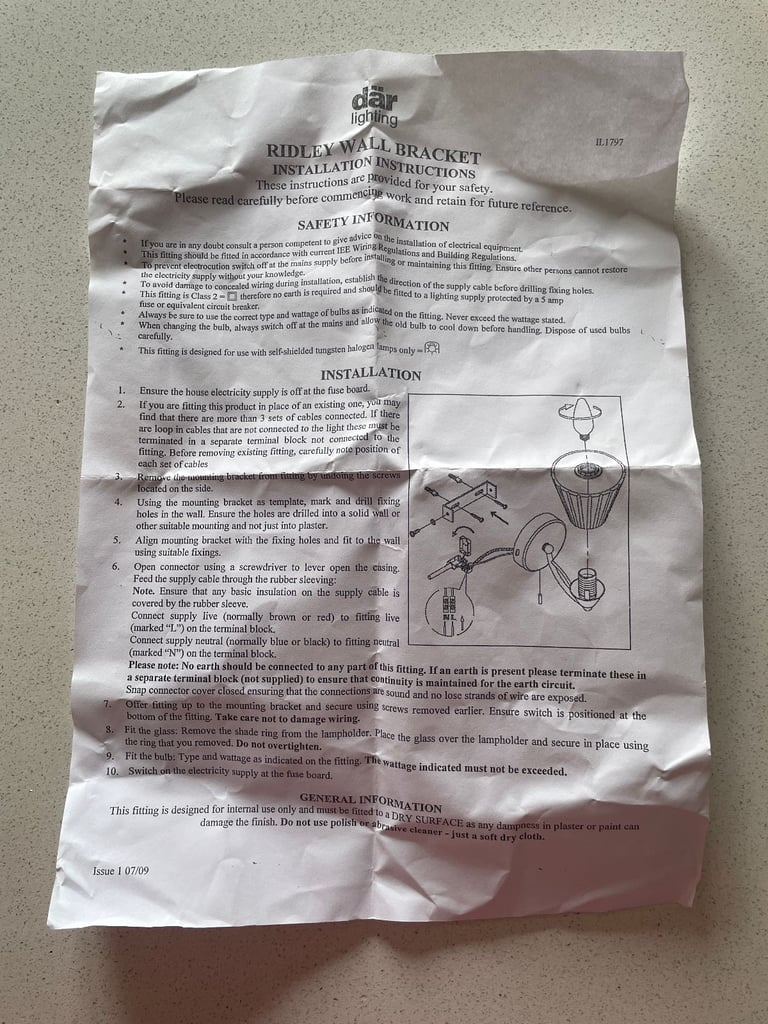 där
lighting
IL1797
RIDLEY WALL BRACKET
INSTALLATION INSTRUCTIONS
These instructions are provided for your safety.
Please read carefully before commencing work and retain for future reference.
SAFETY INFORMATION
* If you are in any doubt consult a person competent to give advice on the installation of electrical equipment.
* This fitting should be fitted in accordance with current IEE Wiring Regulations and Building Regulations.
* To prevent electrocution switch off at the mains supply before installing or maintaining this fitting. Ensure other persons cannot restore
the electricity supply without your knowledge.
* To avoid damage to concealed wiring during installation, establish the direction of the supply cable before drilling fixing holes.
* This fitting is Class 2 = therefore no earth is required and should be fitted to a lighting supply protected by a 5 amp
fuse or equivalent circuit breaker.
* Always be sure to use the correct type and wattage of bulbs as indicated on the fitting. Never exceed the wattage stated.
* When changing the bulb, always switch off at the mains and allow the old bulb to cool down before handling. Dispose of used bulbs
carefully.
* This fitting is designed for use with self-shielded tungsten halogen lamps only =
INSTALLATION
1. Ensure the house electricity supply is off at the fuse board.
2. If you are fitting this product in place of an existing one, you may
find that there are more than 3 sets of cables connected. If there
are loop in cables that are not connected to the light these must be
terminated in a separate terminal block not connected to the
fitting. Before removing existing fitting, carefully note position of
each set of cables
3. Remove the mounting bracket from fitting by undoing the screws
located on the side.
4. Using the mounting bracket as template, mark and drill fixing
holes in the wall. Ensure the holes are drilled into a solid wall or
other suitable mounting and not just into plaster.
5. Align mounting bracket with the fixing holes and fit to the wall
using suitable fixings.
6. Open connector using a screwdriver to lever open the casing.
Feed the supply cable through the rubber sleeving:
Note. Ensure that any basic insulation on the supply cable is
covered by the rubber sleeve.
Connect supply live (normally brown or red) to fitting live
(marked "L") on the terminal block.
Connect supply neutral (normally blue or black) to fitting neutral
(marked "N") on the terminal block.
N L
Please note: No earth should be connected to any part of this fitting. If an earth is present please terminate these in
a separate terminal block (not supplied) to ensure that continuity is maintained for the earth circuit.
Snap connector cover closed ensuring that the connections are sound and no lose strands of wire are exposed.
7. Offer fitting up to the mounting bracket and secure using screws removed earlier. Ensure switch is positioned at the
bottom of the fitting. Take care not to damage wiring.
8. Fit the glass: Remove the shade ring from the lampholder. Place the glass over the lampholder and secure in place using
the ring that you removed. Do not overtighten.
9. Fit the bulb: Type and wattage as indicated on the fitting. The wattage indicated must not be exceeded.
10. Switch on the electricity supply at the fuse board.
GENERAL INFORMATION
This fitting is designed for internal use only and must be fitted to a DRY SURFACE as any dampness in plaster or paint can
damage the finish. Do not use polish or abrasive cleaner - just a soft dry cloth.
Issue 1 07/09